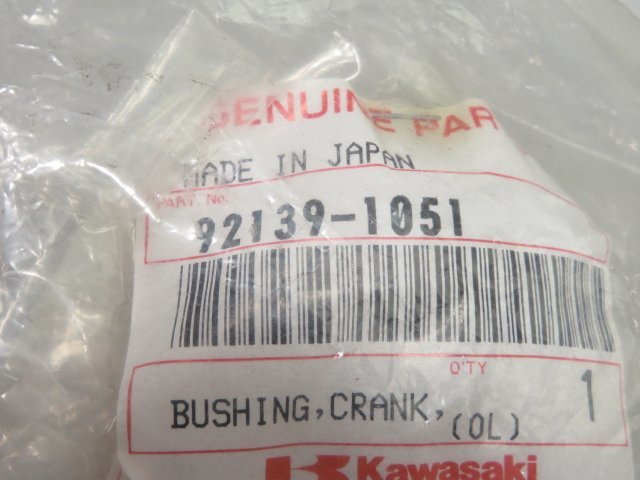 GENUINE PAR
MADE IN JAPAN
PART. No.
92139-1051
Q'TY
BUSHING,CRANK,(OL) 1
Kawasaki